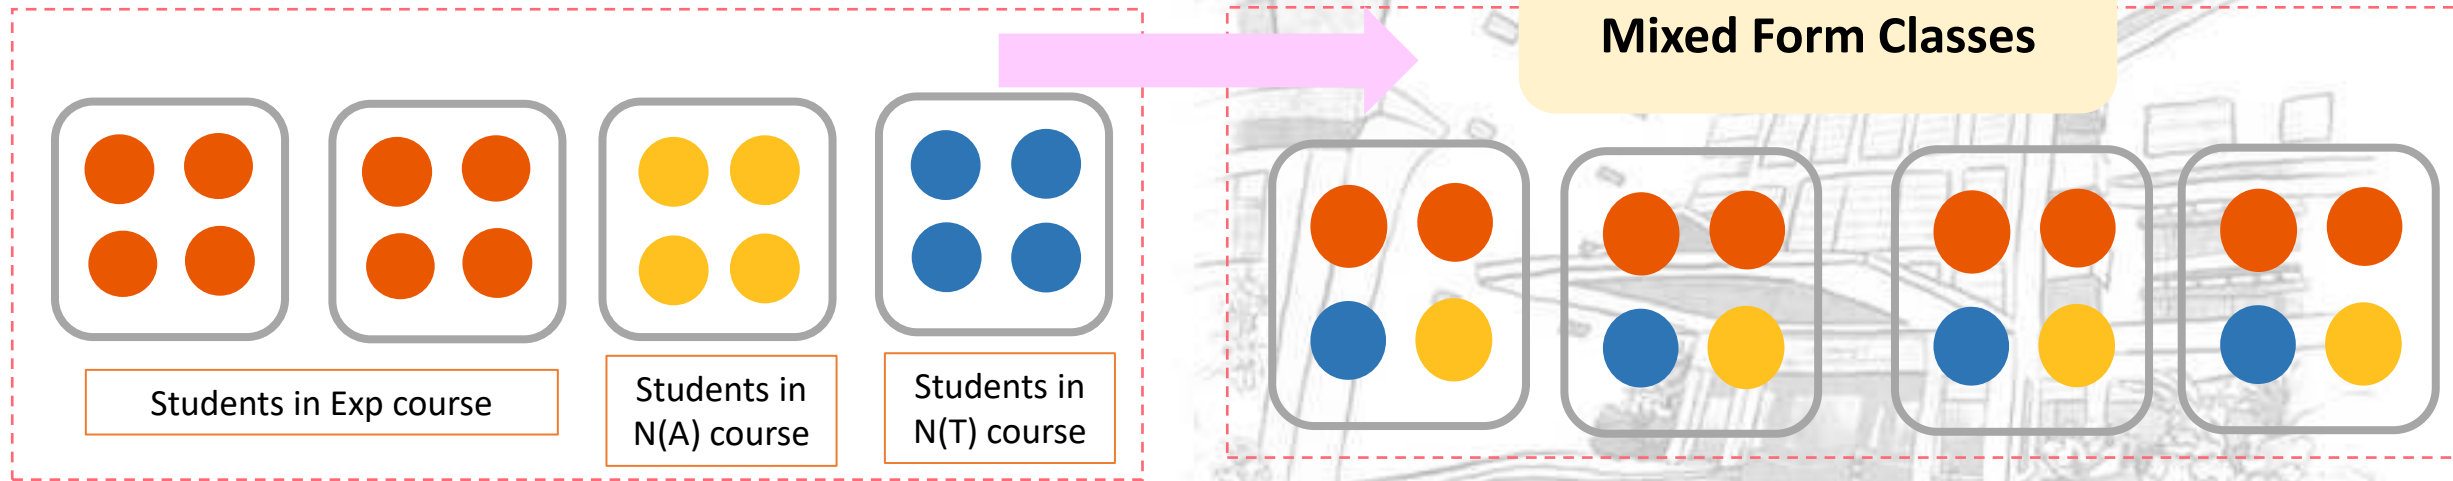 Mixed Form Classes
Students in Exp course
Students in
N(A) course
Students in
N(T) course